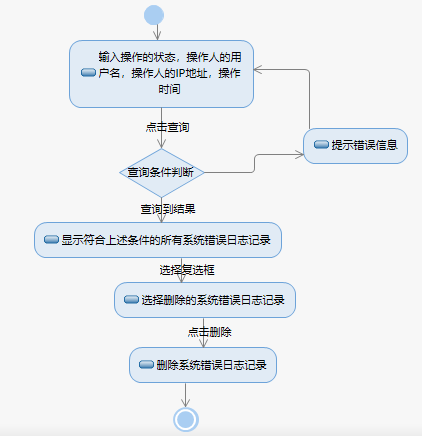 输入操作的状态，操作人的用
户名，操作人的IP地址，操作
时间
点击查询
提示错误信息
查询条件判断
查询到结果
显示符合上述条件的所有系统错误日志记录
选择复选框
选择删除的系统错误日志记录
点击删除
删除系统错误日志记录